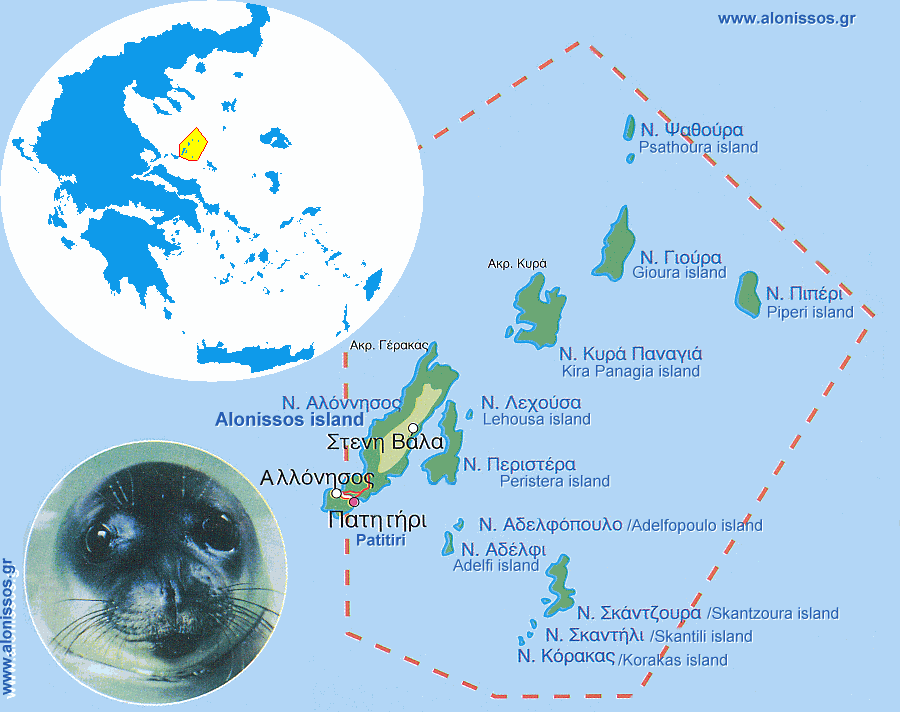 www.alonissos.gr
Ν. Ψαθούρα
Psathoura island
Ν. Γιούρα
Gioura island
Ακρ. Κυρά
Ν. Πιπέρι
Piperi island
Ν. Κυρά Παναγιά
Kira Panagia island
Ακρ. Γέρακας
Ν. Αλόννησος
Alonissos island
Ν. Λεχούσα
Lehousa island
Στενη Βαλα
Ν. Περιστέρα
Peristera island
Αλλόνησος
Πατητήρι
Patitiri
Ν. Αδελφόπουλο /Adelfopoulo island
Ν. Αδέλφι
Adelfi island
Ν. Σκάντζουρα /Skantzoura island
Ν. Σκαντήλι /Skantili island
Ν. Κόρακας /Korakas island
www.alonissos.gr